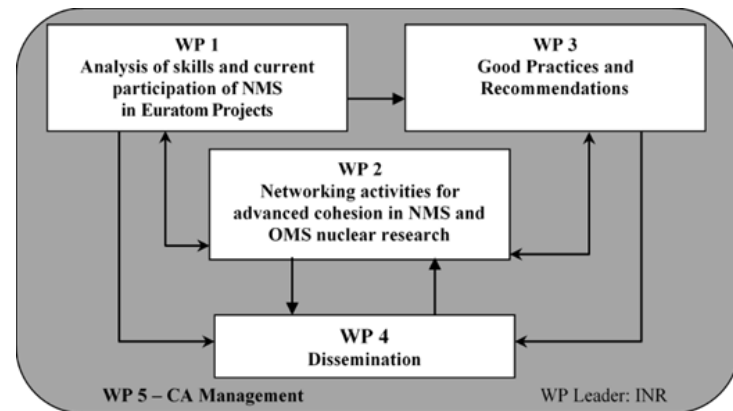 WP 1
Analysis of skills and current
participation of NMS
in Euratom Projects
WP 3
Good Practices and
Recommendations
WP 2
Networking activities for
advanced cohesion in NMS and
OMS nuclear research
WP 4
Dissemination
WP 5 – CA Management
WP Leader: INR